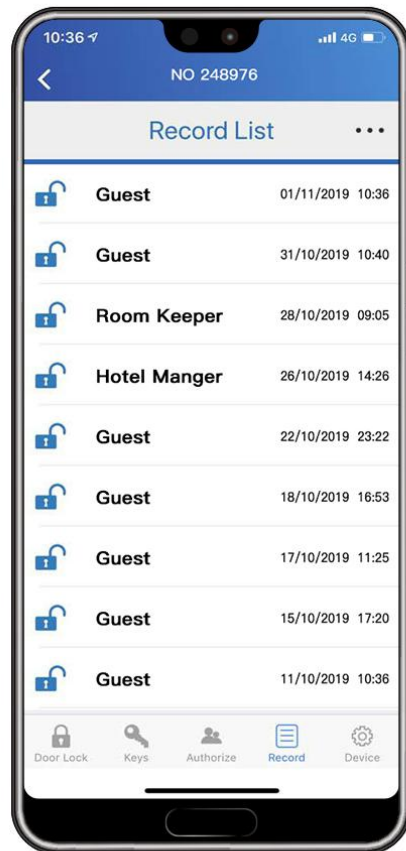 10:36
4G
NO 248976
Record List
Guest 01/11/2019 10:36
Guest 31/10/2019 10:40
Room Keeper 28/10/2019 09:05
Hotel Manger 26/10/2019 14:26
Guest 22/10/2019 23:22
Guest 18/10/2019 16:53
Guest 17/10/2019 11:25
Guest 15/10/2019 17:20
Guest 11/10/2019 10:36
Door Lock Keys Authorize Record Device